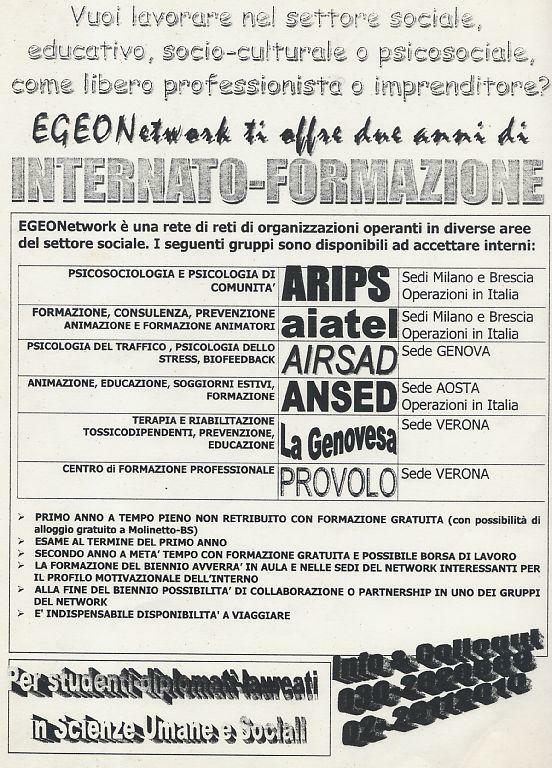 Vuoi lavorare nel settore sociale,
educativo, socio-culturale o psicosociale,
come libero professionista o imprenditore?
EGEONetwork ti offre due anni di
INTERNATO-FORMAZIONE
EGEONetwork è una rete di reti di organizzazioni operanti in diverse aree
del settore sociale. I seguenti gruppi sono disponibili ad accettare interni:
PSICOSOCIOLOGIA E PSICOLOGIA DI
COMUNITA'
ARIPS
Sedi Milano e Brescia
Operazioni in Italia
FORMAZIONE, CONSULENZA, PREVENZIONE
ANIMAZIONE E FORMAZIONE ANIMATORI
aiatel
Sedi Milano e Brescia
Operazioni in Italia
PSICOLOGIA DEL TRAFFICO , PSICOLOGIA DELLO
STRESS, BIOFEEDBACK
AIRSAD
Sede GENOVA
ANIMAZIONE, EDUCAZIONE, SOGGIORNI ESTIVI,
FORMAZIONE
ANSED
Sede AOSTA
Operazioni in Italia
TERAPIA E RIABILITAZIONE
TOSSICODIPENDENTI, PREVENZIONE,
EDUCAZIONE
La Genovesa
Sede VERONA
CENTRO di FORMAZIONE PROFESSIONALE
PROVOLO
Sede VERONA
➢ PRIMO ANNO A TEMPO PIENO NON RETRIBUITO CON FORMAZIONE GRATUITA (con possibilità di
alloggio gratuito a Molinetto-BS)
➢ ESAME AL TERMINE DEL PRIMO ANNO
➢ SECONDO ANNO A META' TEMPO CON FORMAZIONE GRATUITA E POSSIBILE BORSA DI LAVORO
➢ LA FORMAZIONE DEL BIENNIO AVVERRA' IN AULA E NELLE SEDI DEL NETWORK INTERESSANTI PER
IL PROFILO MOTIVAZIONALE DELL'INTERNO
➢ ALLA FINE DEL BIENNIO POSSIBILITA' DI COLLABORAZIONE O PARTNERSHIP IN UNO DEI GRUPPI
DEL NETWORK
➢ E' INDISPENSABILE DISPONIBILITA' A VIAGGIARE
Per studenti-diplomati-laureati
in Scienze Umane e Sociali
Info & Colloqui